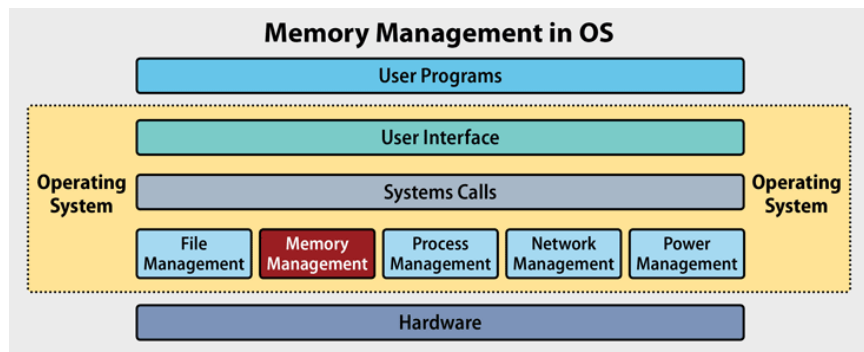 Memory Management in OS
User Programs
User Interface
Operating
System
Systems Calls
Operating
System
File
Management
Memory
Management
Process
Management
Network
Management
Power
Management
Hardware